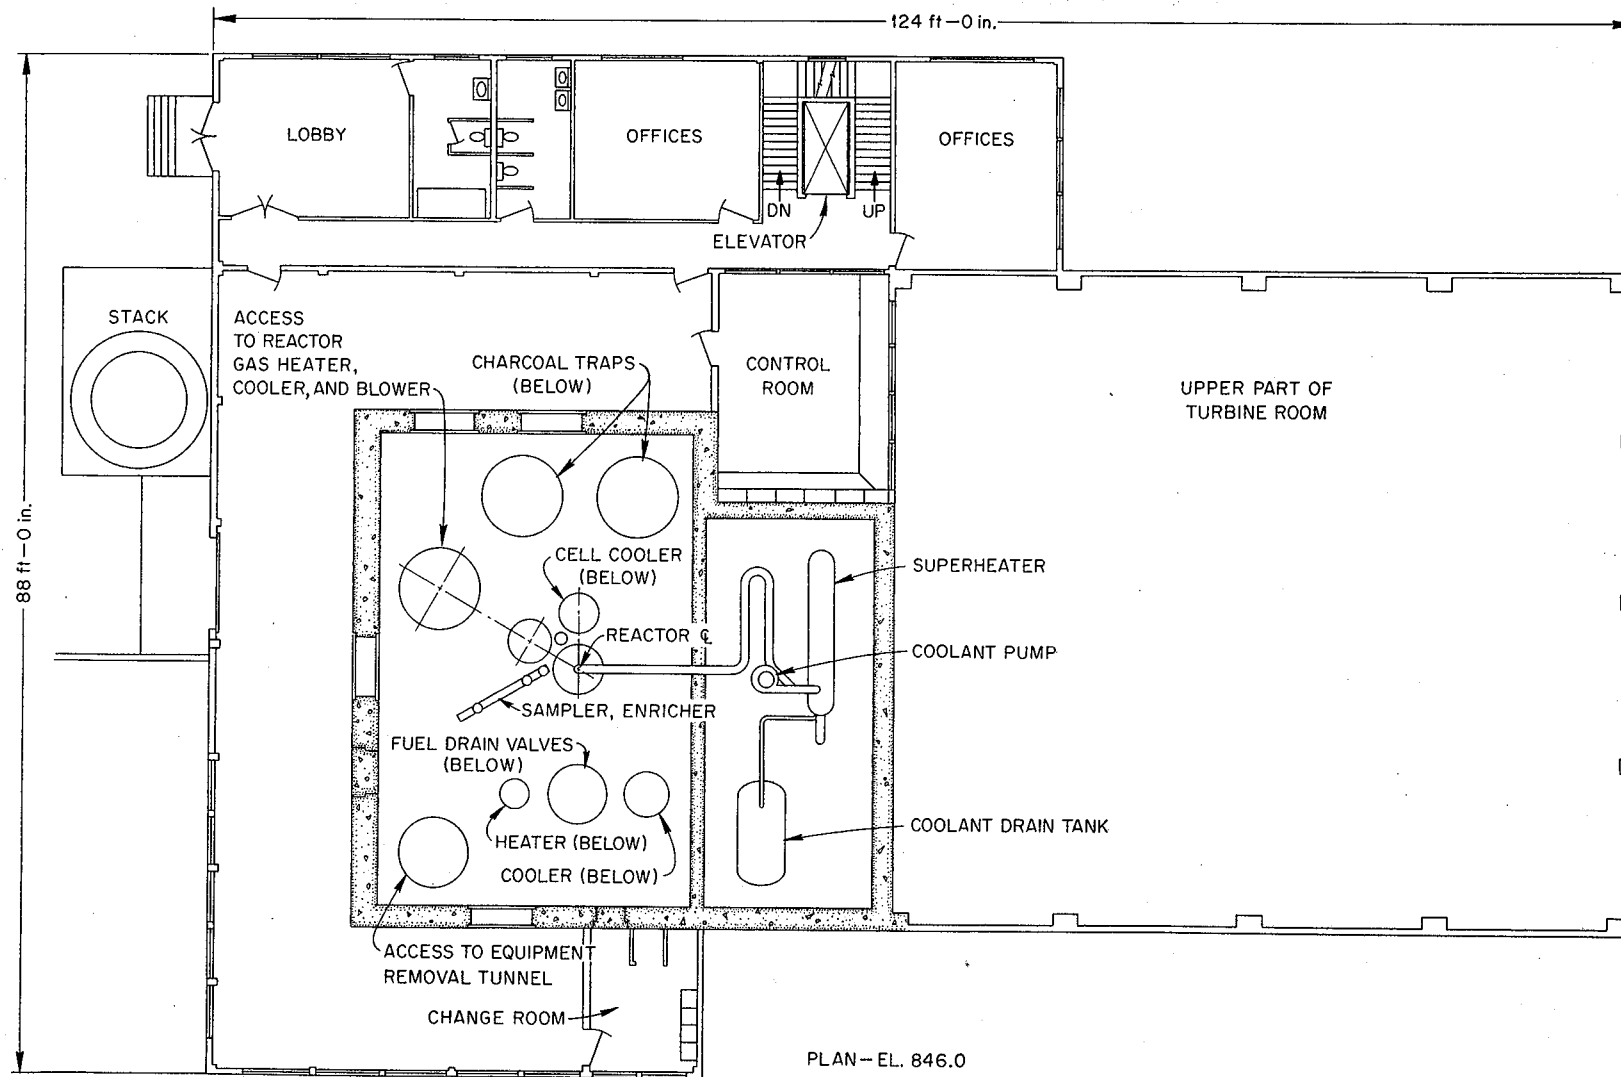 124 ft-0 in.
LOBBY
OFFICES
OFFICES
DN
UP
ELEVATOR
88 ft-0 in.
STACK
ACCESS
TO REACTOR
GAS HEATER,
COOLER, AND BLOWER
CHARCOAL TRAPS
(BELOW)
CONTROL
ROOM
UPPER PART OF
TURBINE ROOM
CELL COOLER
(BELOW)
SUPERHEATER
REACTOR ℄
COOLANT PUMP
SAMPLER, ENRICHER
FUEL DRAIN VALVES
(BELOW)
HEATER (BELOW)
COOLANT DRAIN TANK
COOLER (BELOW)
ACCESS TO EQUIPMENT
REMOVAL TUNNEL
CHANGE ROOM
PLAN-EL. 846.0